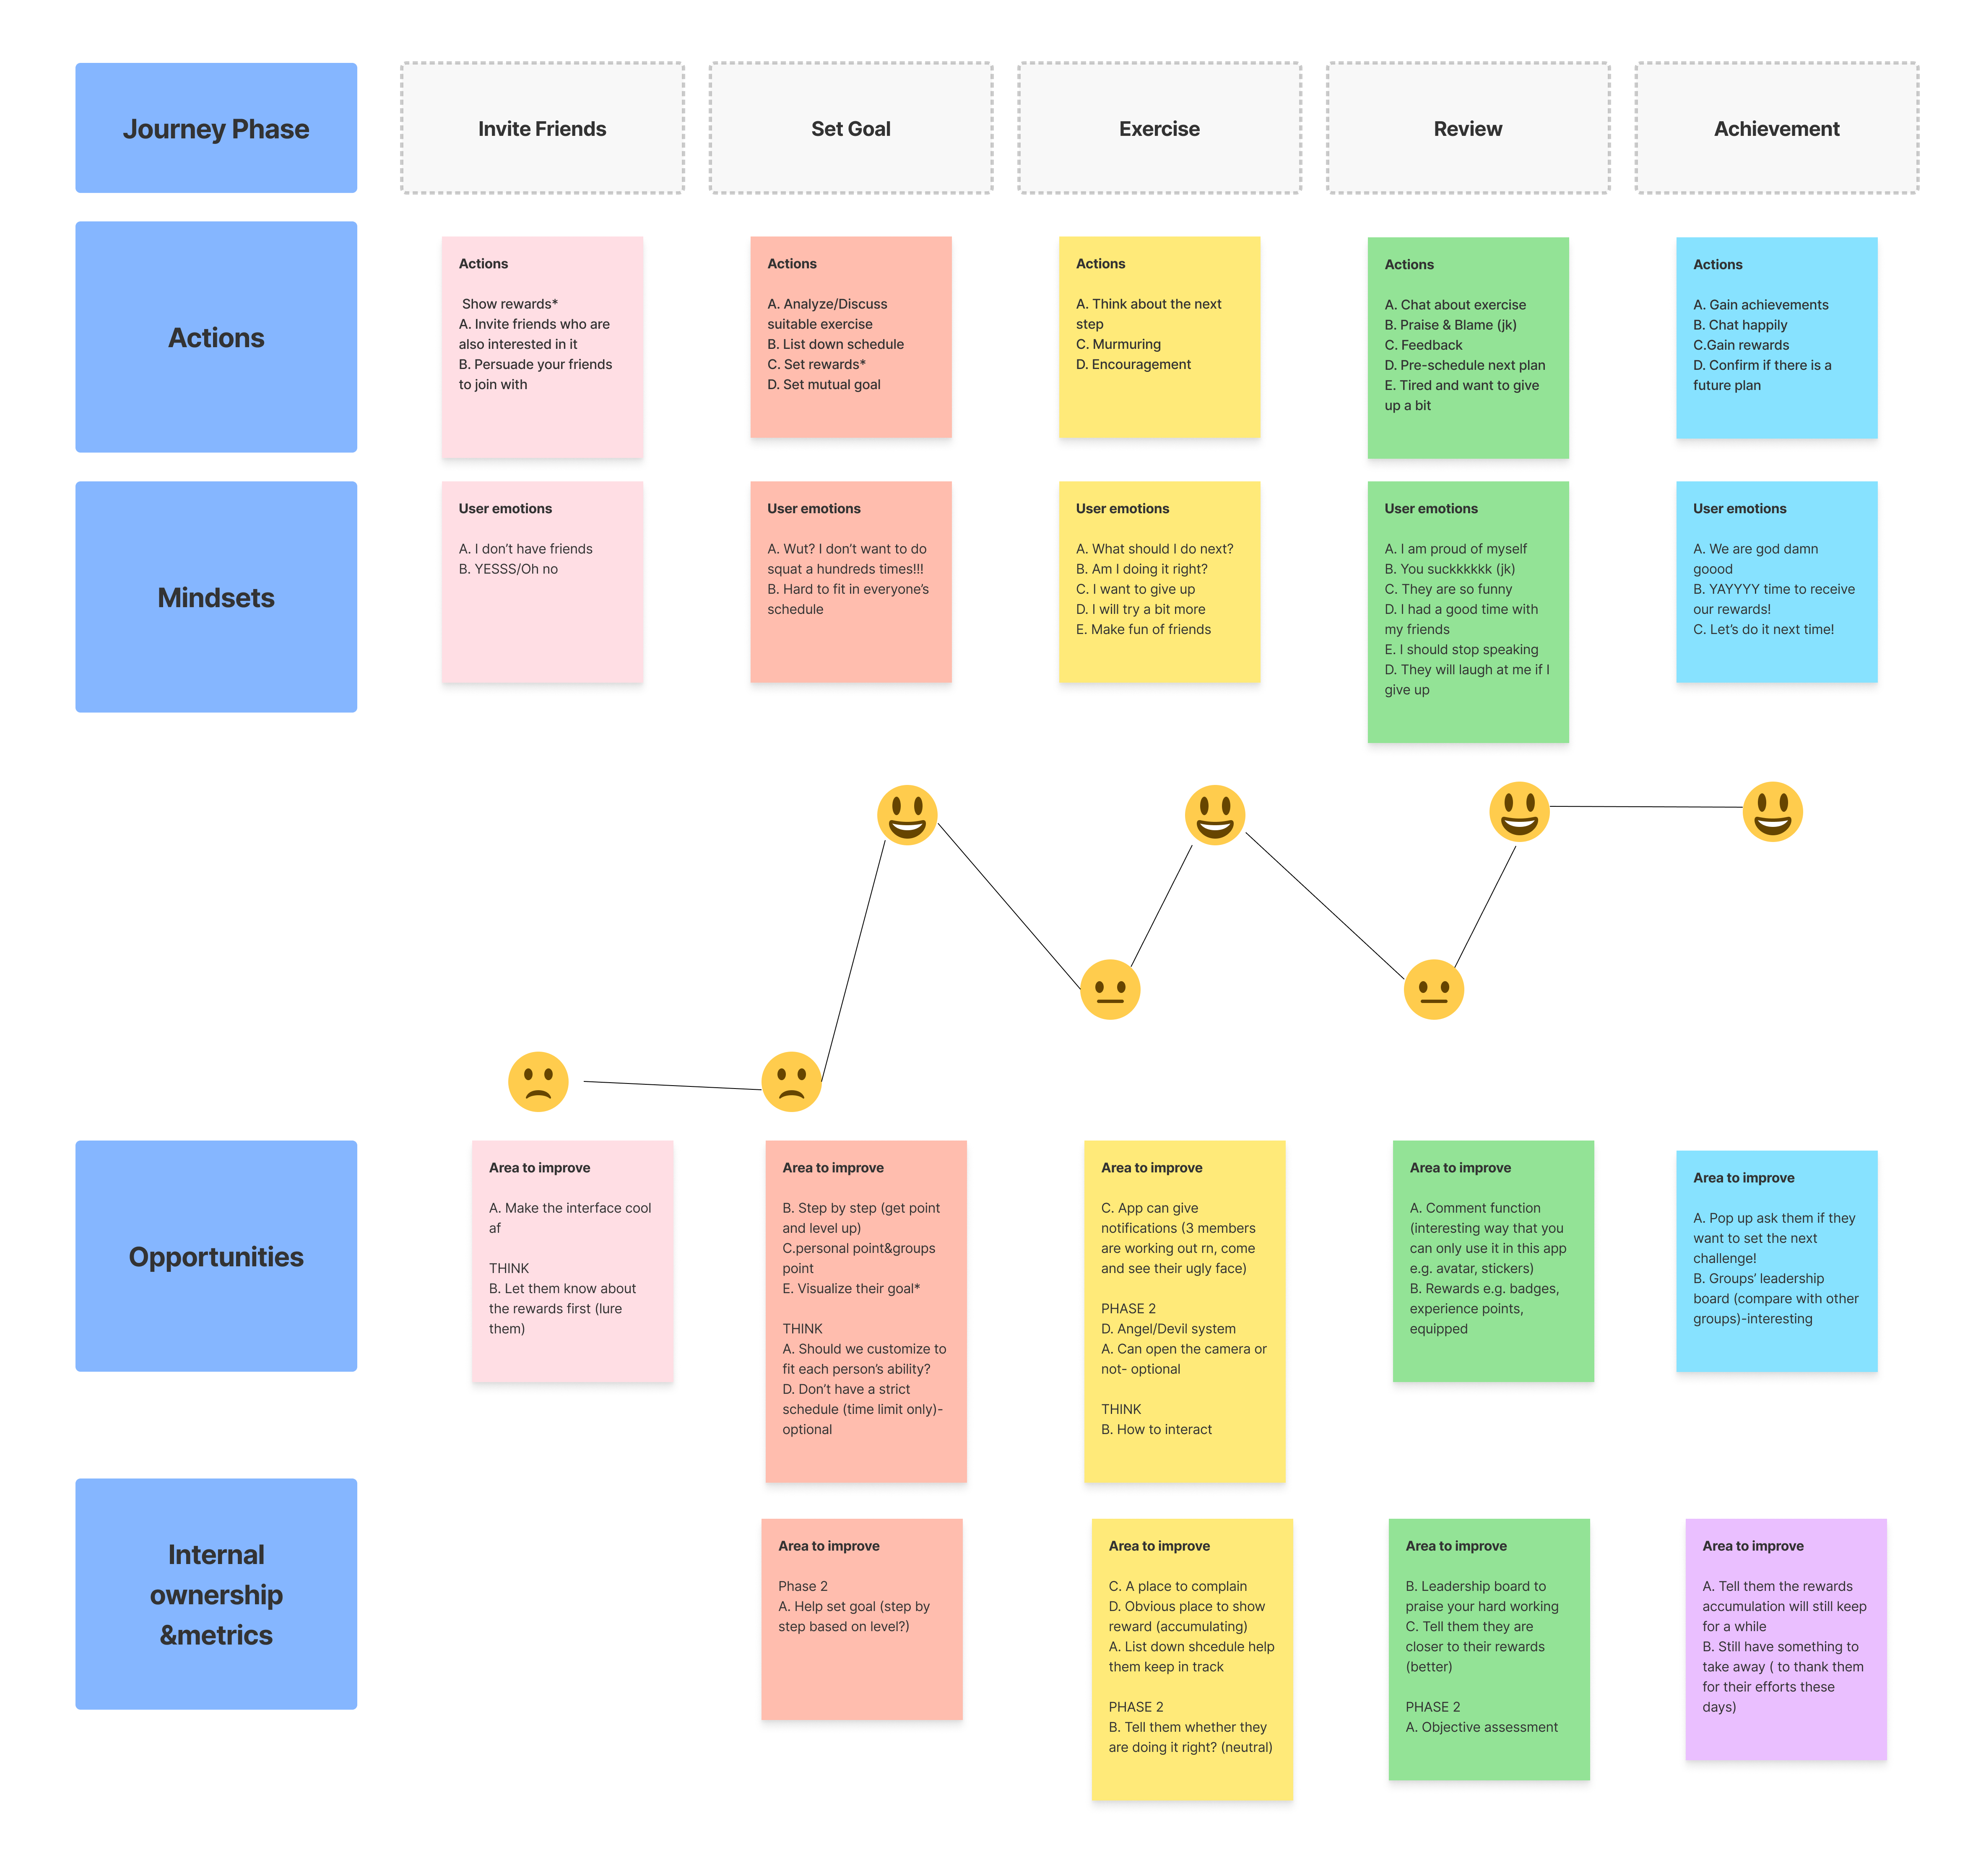 Journey Phase
Invite Friends
Set Goal
Exercise
Review
Achievement
Actions
Actions
Show rewards*
A. Invite friends who are
also interested in it
B. Persuade your friends
to join with
Actions
A. Analyze/Discuss
suitable exercise
B. List down schedule
C. Set rewards*
D. Set mutual goal
Actions
A. Think about the next
step
C. Murmuring
D. Encouragement
Actions
A. Chat about exercise
B. Praise & Blame (jk)
C. Feedback
D. Pre-schedule next plan
E. Tired and want to give
up a bit
Actions
A. Gain achievements
B. Chat happily
C.Gain rewards
D. Confirm if there is a
future plan
Mindsets
User emotions
A. I don’t have friends
B. YESSS/Oh no
User emotions
A. Wut? I don’t want to do
squat a hundreds times!!!
B. Hard to fit in everyone’s
schedule
User emotions
A. What should I do next?
B. Am I doing it right?
C. I want to give up
D. I will try a bit more
E. Make fun of friends
User emotions
A. I am proud of myself
B. You suckkkkkk (jk)
C. They are so funny
D. I had a good time with
my friends
E. I should stop speaking
D. They will laugh at me if I
give up
User emotions
A. We are god damn
goood
B. YAYYYY time to receive
our rewards!
C. Let’s do it next time!
Opportunities
Area to improve
A. Make the interface cool
af
THINK
B. Let them know about
the rewards first (lure
them)
Area to improve
B. Step by step (get point
and level up)
C.personal point&groups
point
E. Visualize their goal*
THINK
A. Should we customize to
fit each person’s ability?
D. Don’t have a strict
schedule (time limit only)-
optional
Area to improve
C. App can give
notifications (3 members
are working out rn, come
and see their ugly face)
PHASE 2
D. Angel/Devil system
A. Can open the camera or
not- optional
THINK
B. How to interact
Area to improve
A. Comment function
(interesting way that you
can only use it in this app
e.g. avatar, stickers)
B. Rewards e.g. badges,
experience points,
equipped
Area to improve
A. Pop up ask them if they
want to set the next
challenge!
B. Groups’ leadership
board (compare with other
groups)-interesting
Internal
ownership
&metrics
Area to improve
Phase 2
A. Help set goal (step by
step based on level?)
Area to improve
C. A place to complain
D. Obvious place to show
reward (accumulating)
A. List down shcedule help
them keep in track
PHASE 2
B. Tell them whether they
are doing it right? (neutral)
Area to improve
B. Leadership board to
praise your hard working
C. Tell them they are
closer to their rewards
(better)
PHASE 2
A. Objective assessment
Area to improve
A. Tell them the rewards
accumulation will still keep
for a while
B. Still have something to
take away ( to thank them
for their efforts these
days)